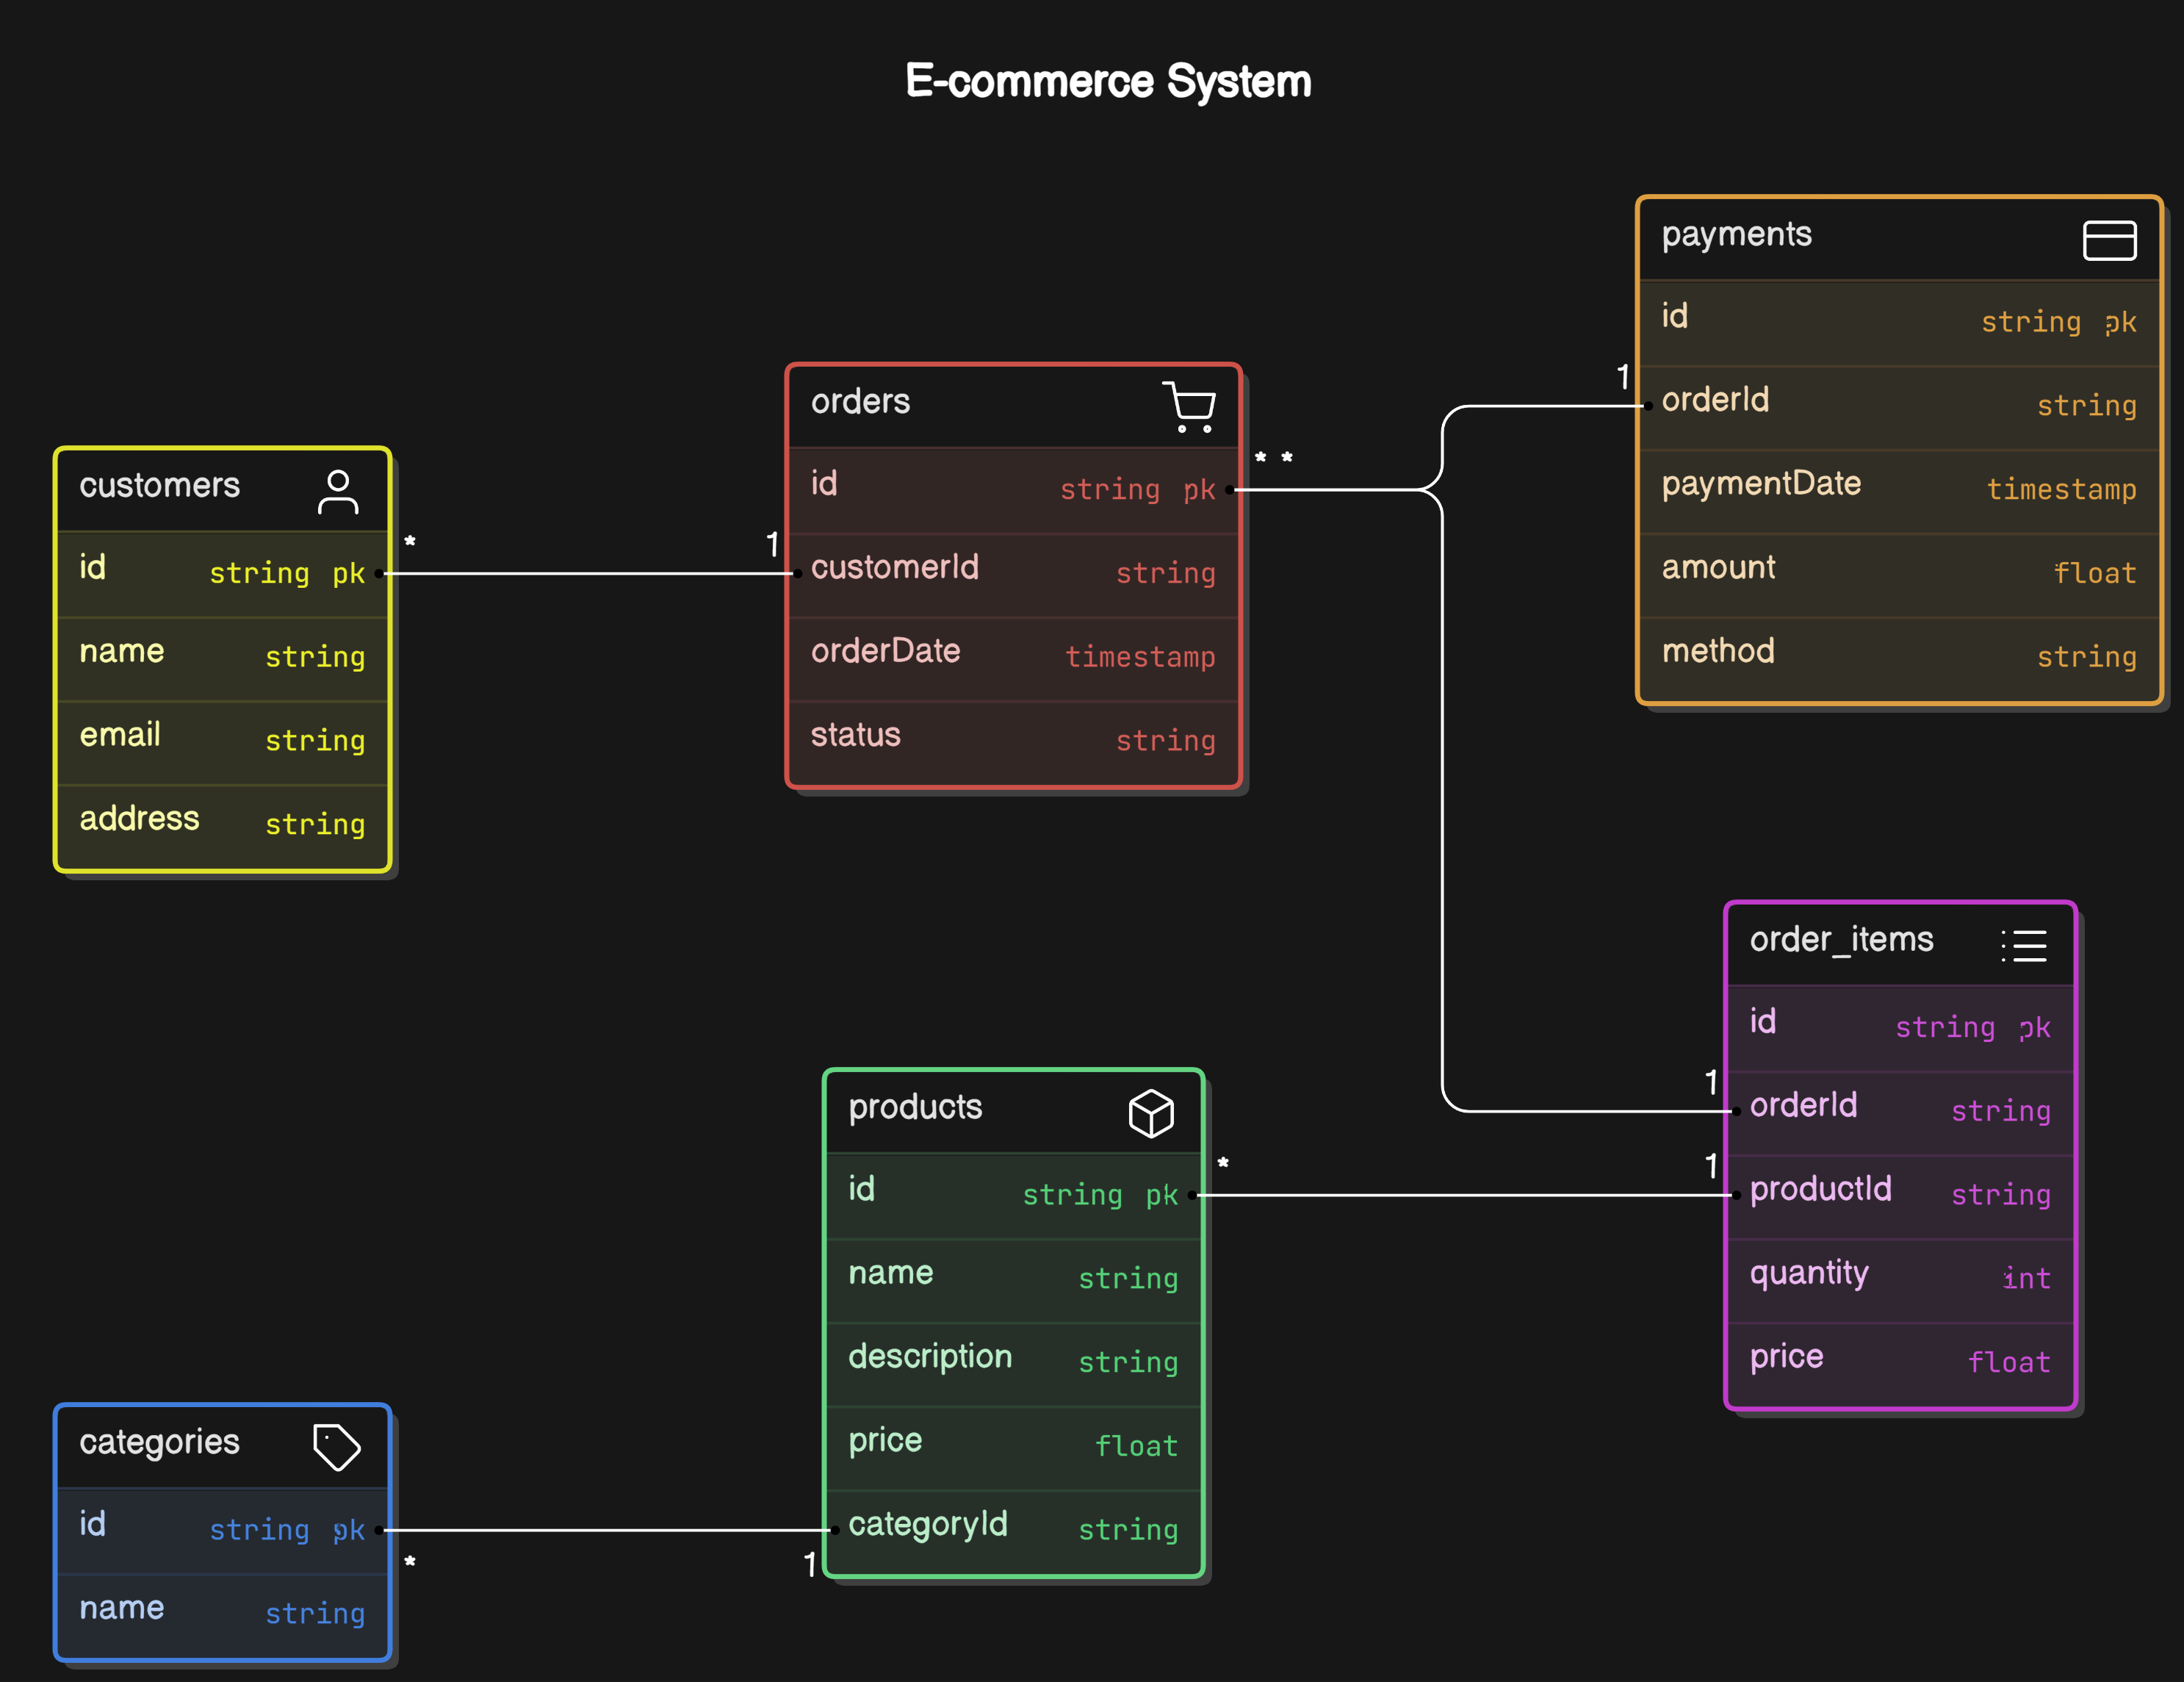 E-commerce System
payments
id string pk
orderId string
paymentDate timestamp
amount float
method string
1
orders
id string pk
customerId string
orderDate timestamp
status string
* *
1
customers
id string pk
name string
email string
address string
*
order_items
id string pk
orderId string
productId string
quantity int
price float
1
1
products
id string pk
name string
description string
price float
categoryId string
*
1
categories
id string pk
name string
*